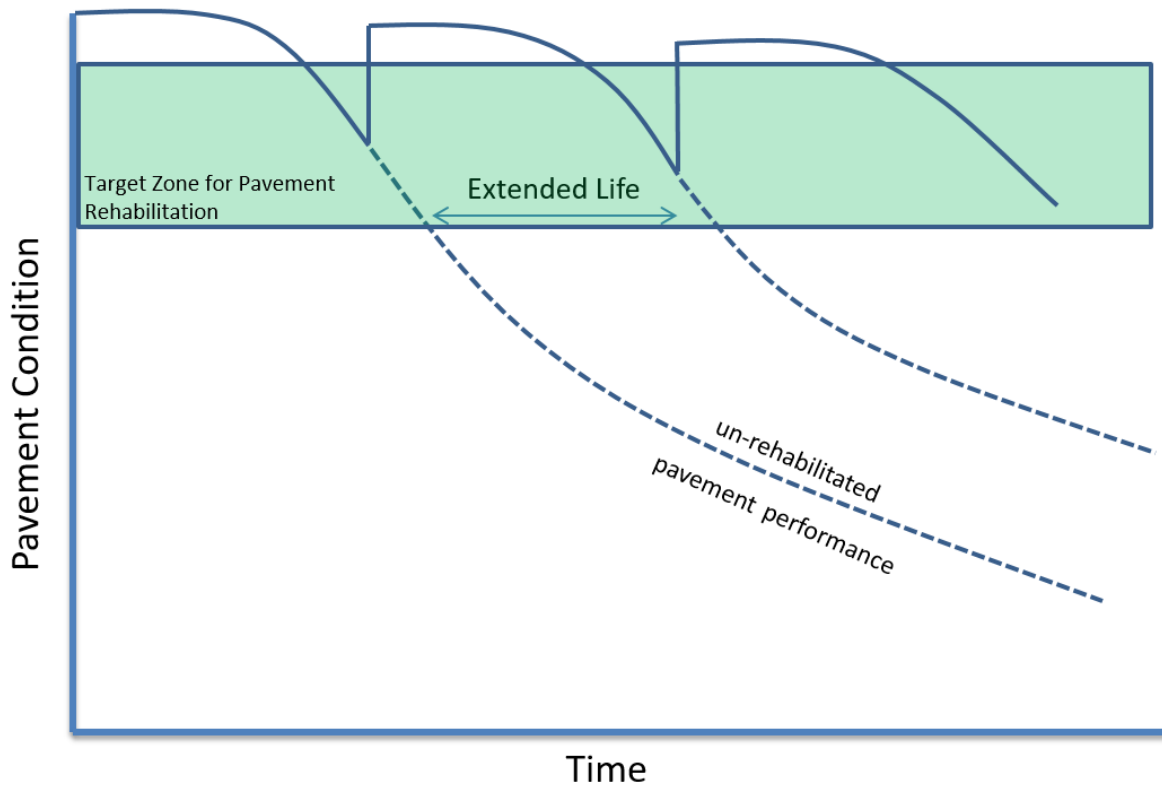 Target Zone for Pavement
Rehabilitation
Extended Life
un-rehabilitated
pavement performance
Pavement Condition
Time